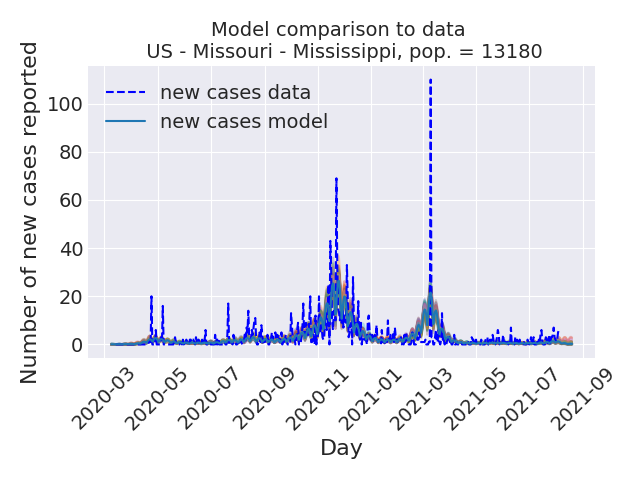 Model comparison to data
US - Missouri - Mississippi, pop. = 13180
Number of new cases reported
100
80
60
40
20
0
new cases data
new cases model
2020-03
2020-05
2020-07
2020-09
2020-11
2021-01
2021-03
2021-05
2021-07
2021-09
Day